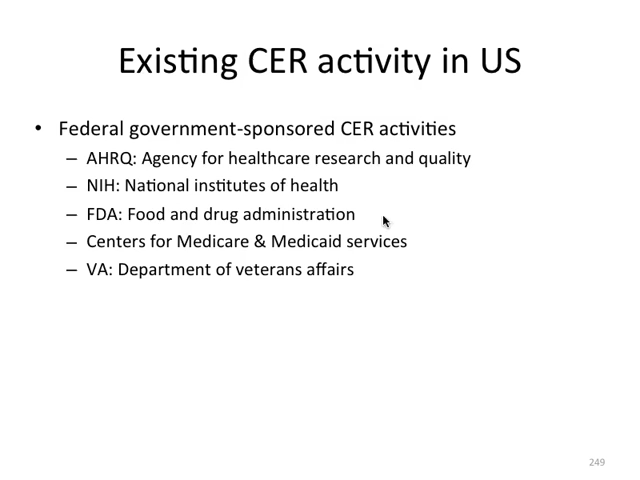 Existing CER activity in US
• Federal government-sponsored CER activities
– AHRQ: Agency for healthcare research and quality
– NIH: National institutes of health
– FDA: Food and drug administration
– Centers for Medicare & Medicaid services
– VA: Department of veterans affairs
249